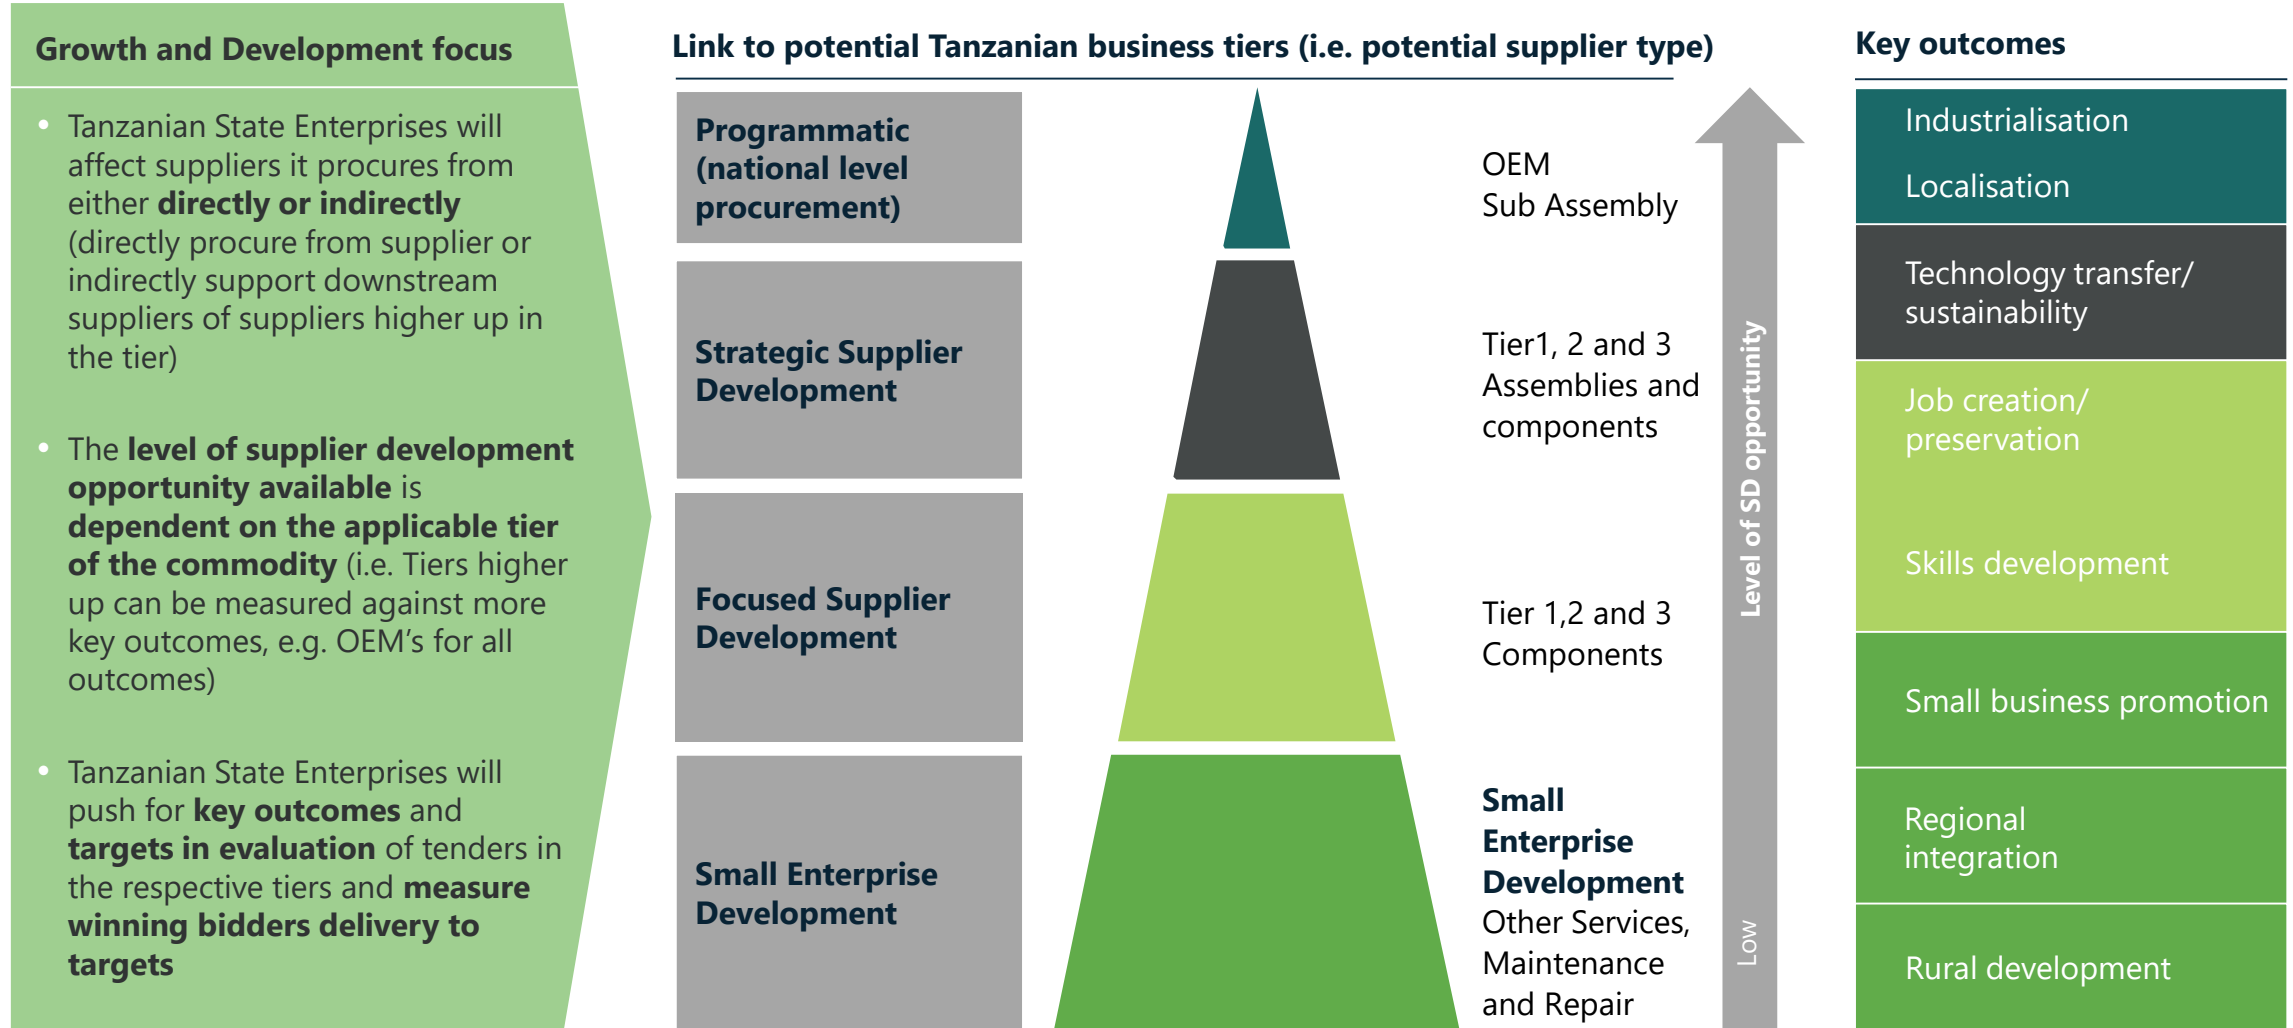 Growth and Development focus
• Tanzanian State Enterprises will
affect suppliers it procures from
either directly or indirectly
(directly procure from supplier or
indirectly support downstream
suppliers of suppliers higher up in
the tier)
• The level of supplier development
opportunity available is
dependent on the applicable tier
of the commodity (i.e. Tiers higher
up can be measured against more
key outcomes, e.g. OEM's for all
outcomes)
• Tanzanian State Enterprises will
push for key outcomes and
targets in evaluation of tenders in
the respective tiers and measure
winning bidders delivery to
targets
Link to potential Tanzanian business tiers (i.e. potential supplier type)
Programmatic
(national level
procurement)
OEM
Sub Assembly
Strategic Supplier
Development
Tier1, 2 and 3
Assemblies and
components
Focused Supplier
Development
Tier 1,2 and 3
Components
Small Enterprise
Development
Small
Enterprise
Development
Other Services,
Maintenance
and Repair
Level of SD opportunity
Low
Key outcomes
Industrialisation
Localisation
Technology transfer/
sustainability
Job creation/
preservation
Skills development
Small business promotion
Regional
integration
Rural development